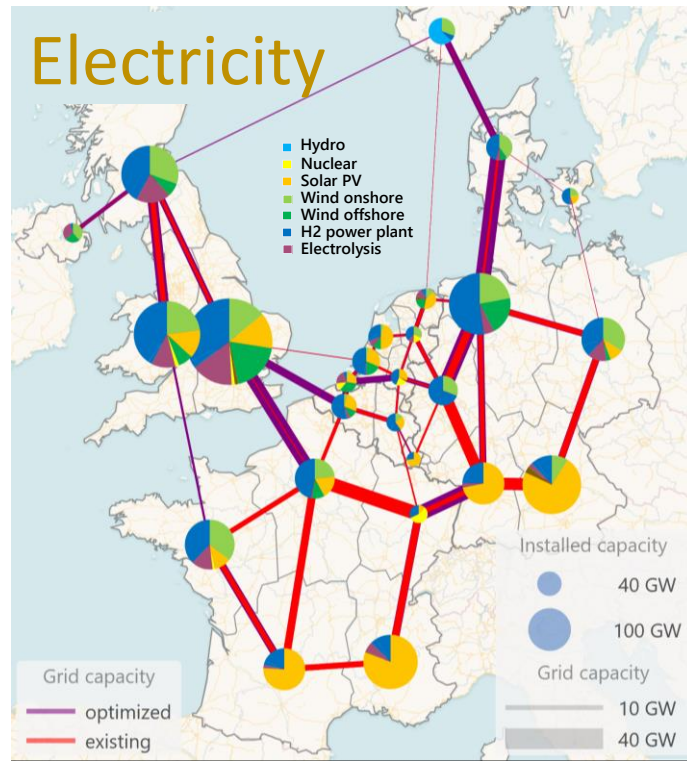 Electricity
Hydro
Nuclear
Solar PV
Wind onshore
Wind offshore
H2 power plant
Electrolysis
Installed capacity
40 GW
100 GW
Grid capacity
10 GW
40 GW
Grid capacity
optimized
existing